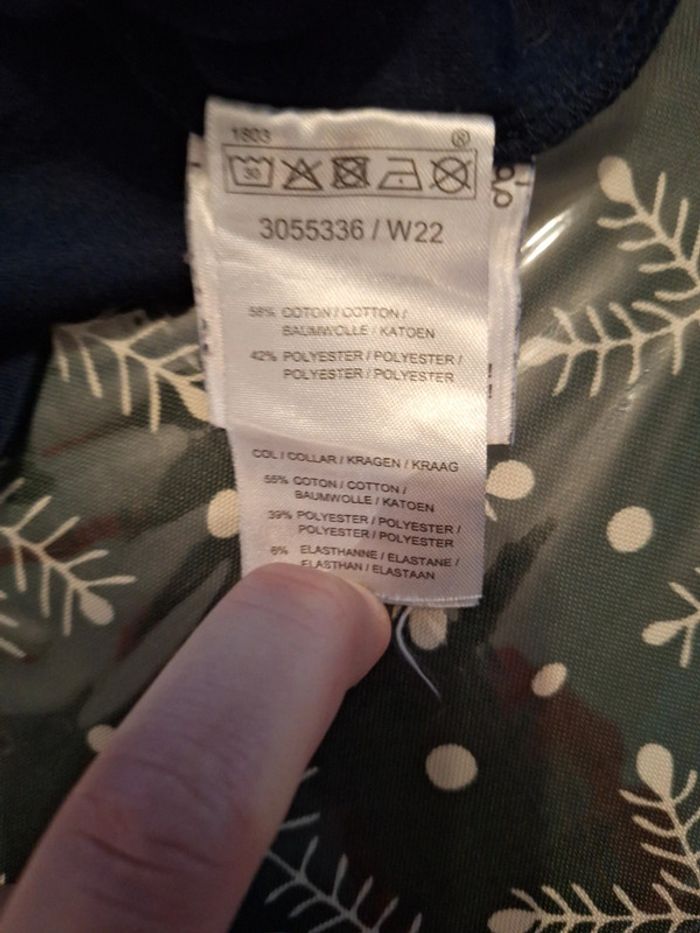 1803 ®
30
3055336 / W22
58% COTON / COTTON /
BAUMWOLLE / KATOEN
42% POLYESTER / POLYESTER /
POLYESTER / POLYESTER
COL / COLLAR / KRAGEN / KRAAG
55% COTON / COTTON /
BAUMWOLLE / KATOEN
39% POLYESTER / POLYESTER /
POLYESTER / POLYESTER
6% ELASTHANNE / ELASTANE /
ELASTHAN / ELASTAAN